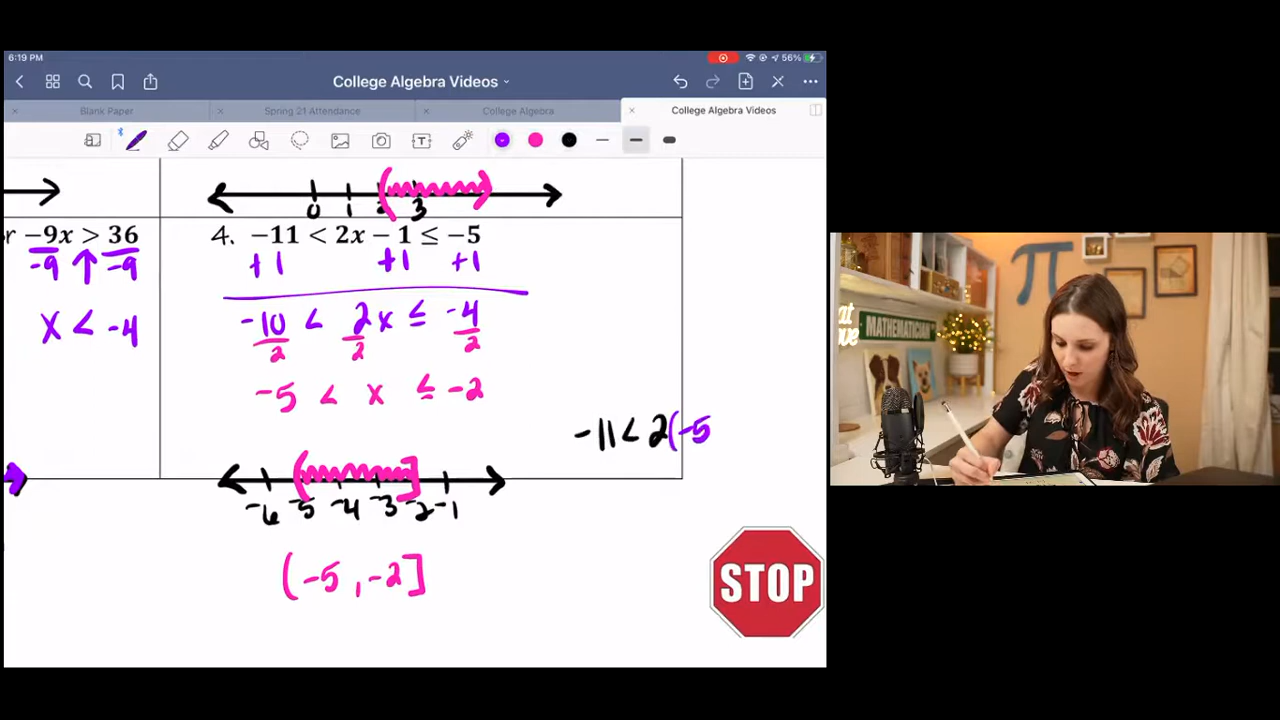 6:19 PM
56%
College Algebra Videos
Blank Paper
Spring 21 Attendance
College Algebra
College Algebra Videos
0 1 2 3
or -9x > 36
-9 ↑ -9
x < -4
4. -11 < 2x - 1 ≤ -5
+1 +1 +1
-10 < 2x ≤ -4
2 2 2
-5 < x ≤ -2
-11 < 2(-5
-6 -5 -4 -3 -2 -1
(-5, -2]
STOP
MATHEMATICIAN
π